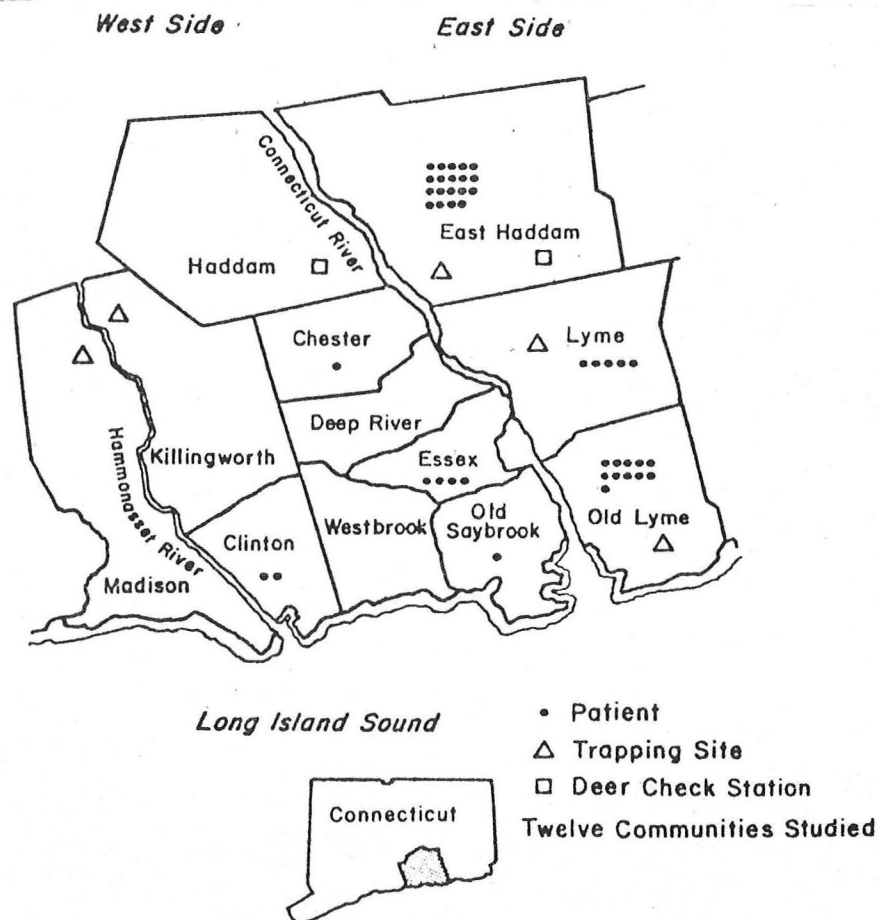 West Side
East Side
Connecticut River
East Haddam
Haddam
Chester
Lyme
Deep River
Hammonasset River
Killingworth
Essex
Old Lyme
Clinton
Westbrook
Old
Saybrook
Madison
Long Island Sound
Patient
Trapping Site
Deer Check Station
Connecticut
Twelve Communities Studied